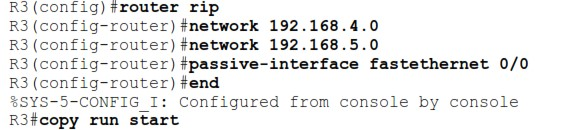 R3(config)#router rip
R3(config-router)#network 192.168.4.0
R3(config-router)#network 192.168.5.0
R3(config-router)#passive-interface fastethernet 0/0
R3(config-router)#end
%SYS-5-CONFIG_I: Configured from console by console
R3#copy run start